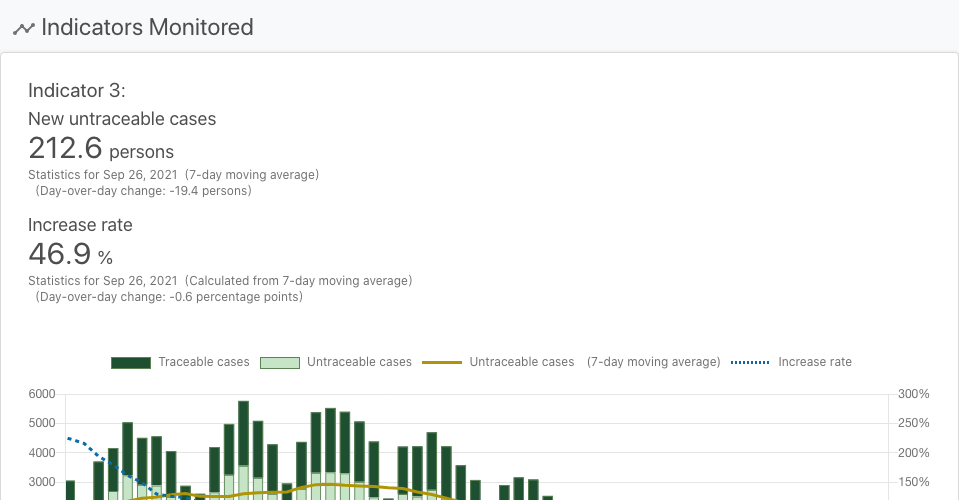 Indicators Monitored
Indicator 3:
New untraceable cases
212.6 persons
Statistics for Sep 26, 2021 (7-day moving average)
(Day-over-day change: -19.4 persons)
Increase rate
46.9 %
Statistics for Sep 26, 2021 (Calculated from 7-day moving average)
(Day-over-day change: -0.6 percentage points)
Traceable cases Untraceable cases Untraceable cases (7-day moving average) Increase rate
6000 300%
5000 250%
4000 200%
3000 150%